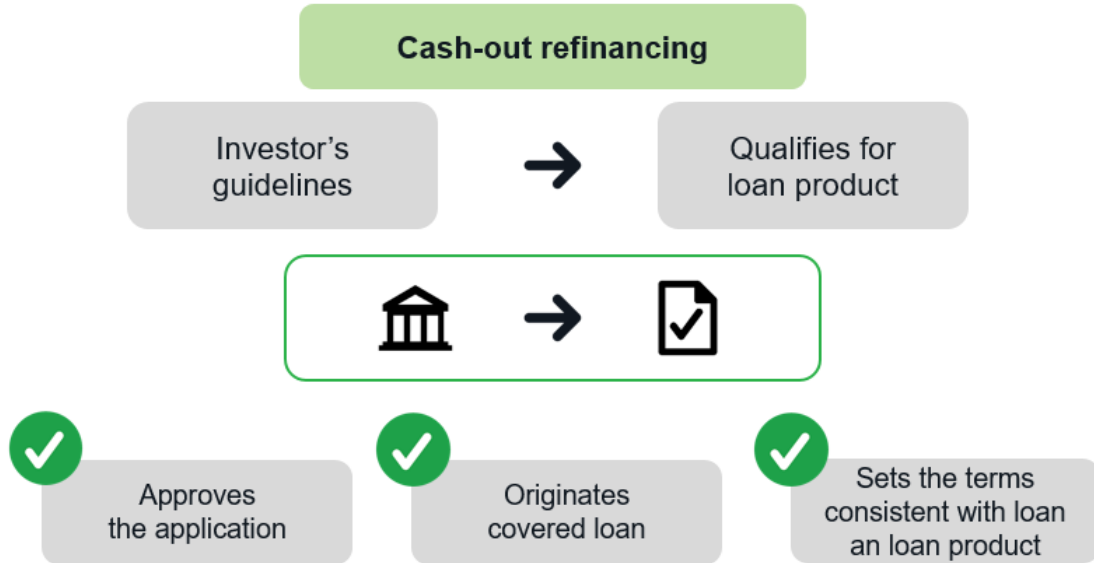 Cash-out refinancing
Investor’s
guidelines
Qualifies for
loan product
Approves
the application
Originates
covered loan
Sets the terms
consistent with loan
an loan product